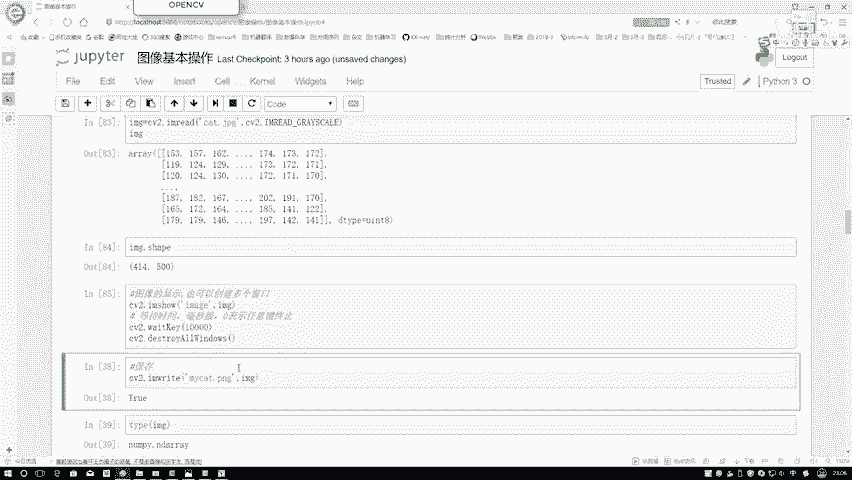 OPENCV
jupyter 图像基本操作 Last Checkpoint: 3 hours ago (unsaved changes)
Logout
File Edit View Insert Cell Kernel Widgets Help
Trusted Python 3
Code
In [83]: img=cv2.imread('cat.jpg',cv2.IMREAD_GRAYSCALE)
img
Out[83]: array([[153, 157, 162, ..., 174, 173, 172],
[119, 124, 129, ..., 173, 172, 171],
[120, 124, 130, ..., 172, 171, 170],
...,
[187, 182, 167, ..., 202, 191, 170],
[165, 172, 164, ..., 185, 141, 122],
[179, 179, 146, ..., 197, 142, 141]], dtype=uint8)
In [84]: img.shape
Out[84]: (414, 500)
In [85]: #图像的显示,也可以创建多个窗口
cv2.imshow('image',img)
# 等待时间，毫秒级，0表示任意键终止
cv2.waitKey(10000)
cv2.destroyAllWindows()
In [38]: #保存
cv2.imwrite('mycat.png',img)
Out[38]: True
In [39]: type(img)
Out[39]: numpy.ndarray